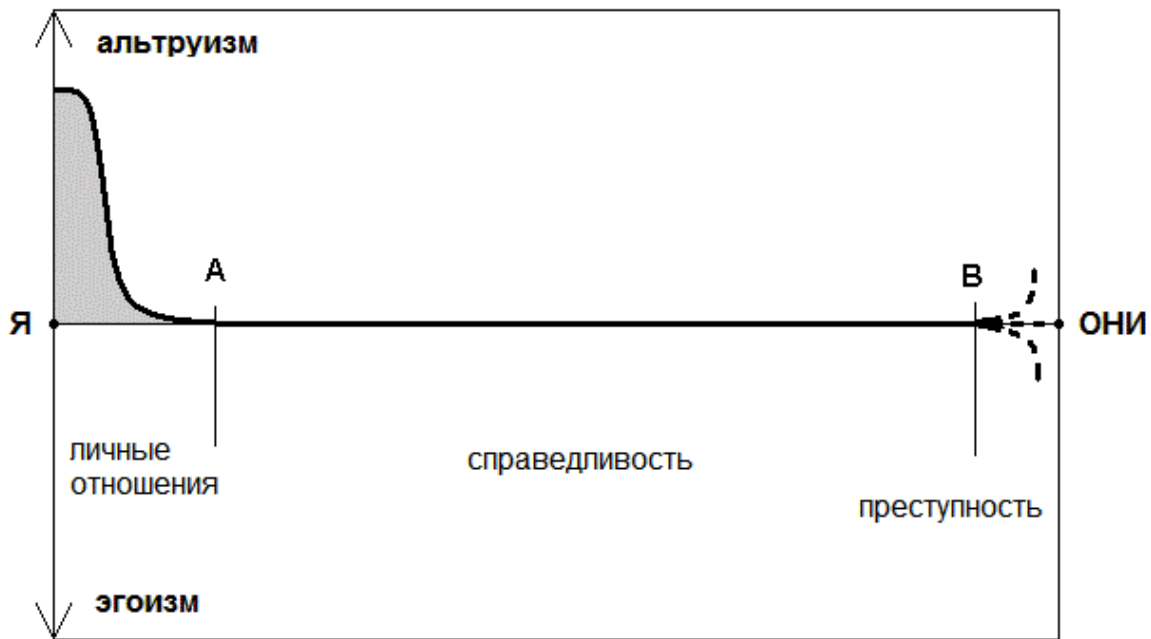 альтруизм
А
В
Я
ОНИ
личные
отношения
справедливость
преступность
эгоизм